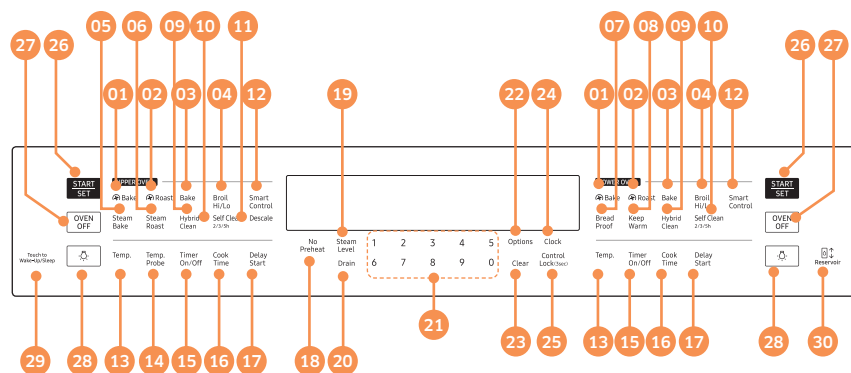 05 06 09 10 11 07 08 09 10
27 26 26 27
01 02 03 04 12 19 22 24 01 02 03 04 12
START
SET
UPPER OVEN
Bake Roast Bake Broil
Hi/Lo Smart
Control
Steam
Bake Steam
Roast Hybrid
Clean Self Clean
2/3/5h Descale
OVEN
OFF
Touch to
Wake-Up/Sleep
Temp. Temp.
Probe Timer
On/Off Cook
Time Delay
Start
No
Preheat Steam
Level
Drain
1 2 3 4 5
6 7 8 9 0
Options Clock
Clear Control
Lock(3sec)
LOWER OVEN
Bake Roast Bake Broil
Hi/Lo Smart
Control
Bread
Proof Keep
Warm Hybrid
Clean Self Clean
2/3/5h
Temp. Timer
On/Off Cook
Time Delay
Start
START
SET
OVEN
OFF
Reservoir
21
29 28 13 14 15 16 17 18 20 23 25 13 15 16 17 28 30